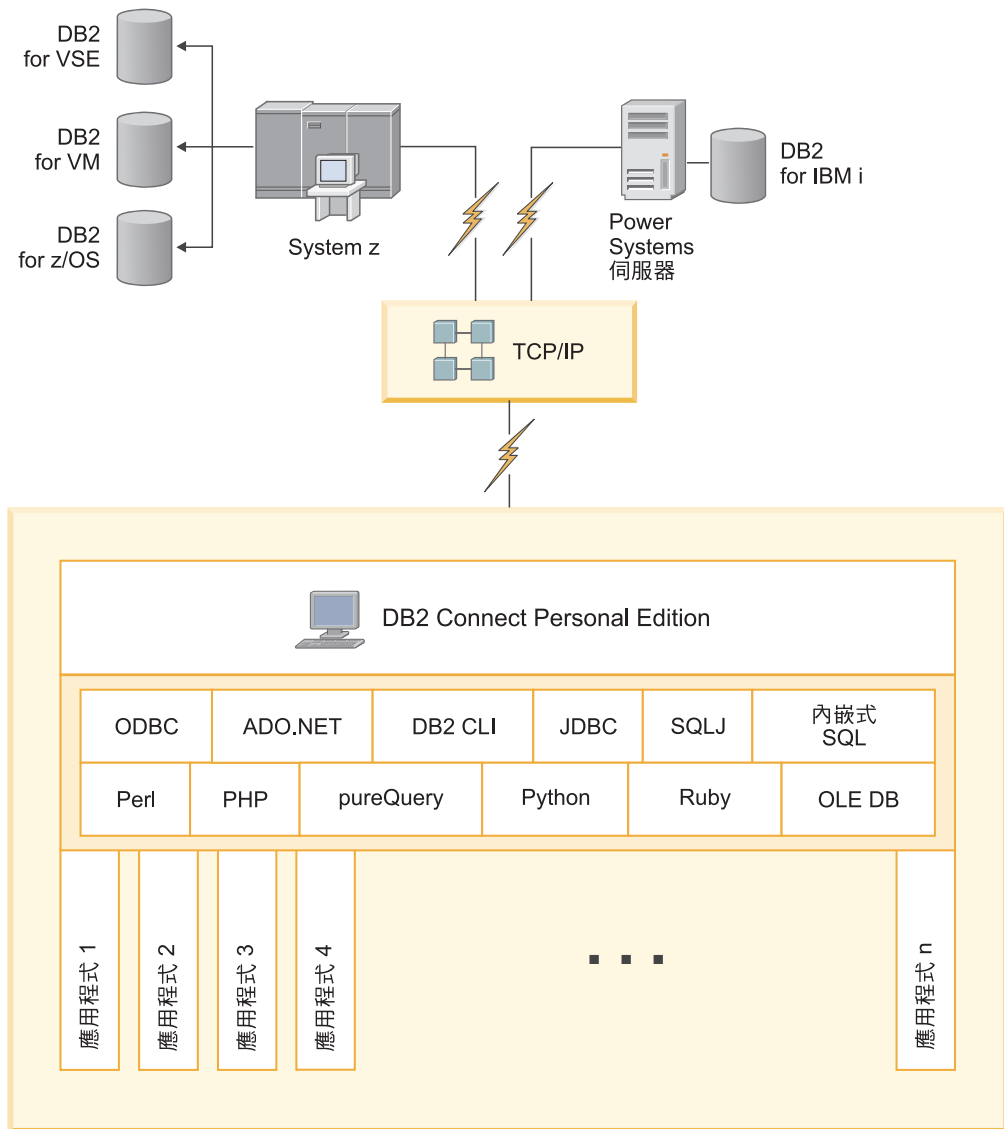 DB2
for VSE
DB2
for VM
DB2
for z/OS
System z
Power
Systems
伺服器
DB2
for IBM i
TCP/IP
DB2 Connect Personal Edition
ODBC
ADO.NET
DB2 CLI
JDBC
SQLJ
內嵌式
SQL
Perl
PHP
pureQuery
Python
Ruby
OLE DB
應用程式 1
應用程式 2
應用程式 3
應用程式 4
...
應用程式 n